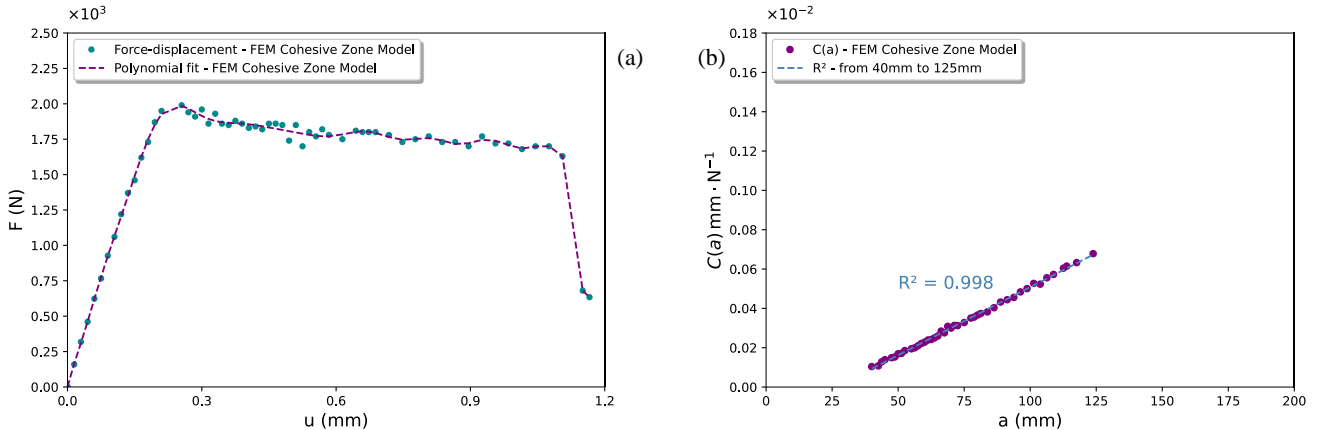 ×10³
2.50
2.25
2.00
1.75
1.50
1.25
1.00
0.75
0.50
0.25
0.00
F (N)
Force-displacement - FEM Cohesive Zone Model
Polynomial fit - FEM Cohesive Zone Model
0.0 0.3 0.6 0.9 1.2
u (mm)
(a)
(b)
×10⁻²
0.18
0.16
0.14
0.12
0.10
0.08
0.06
0.04
0.02
0.00
C(a) mm · N⁻¹
C(a) - FEM Cohesive Zone Model
R² - from 40mm to 125mm
R² = 0.998
0 25 50 75 100 125 150 175 200
a (mm)